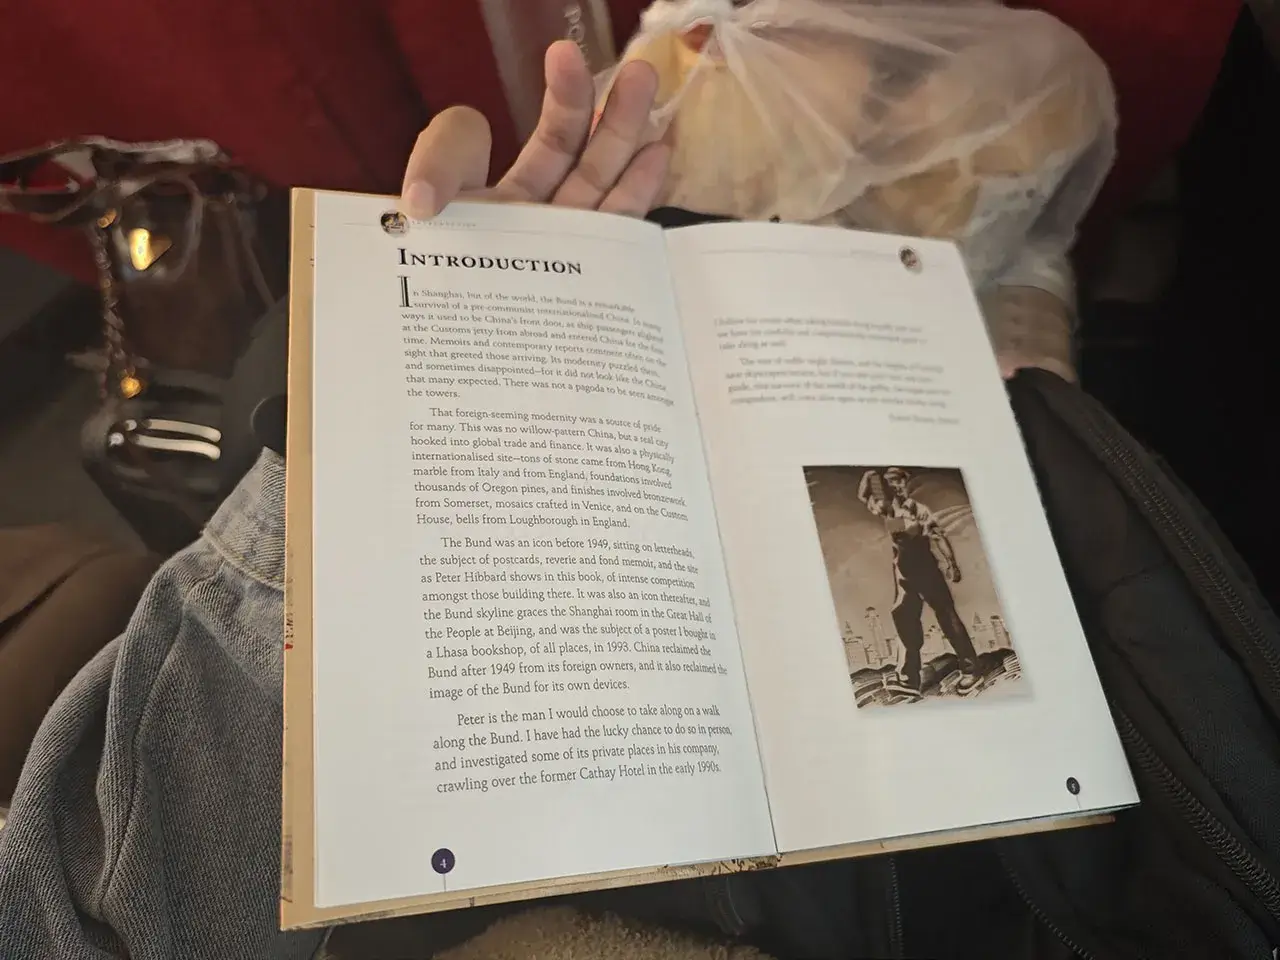 INTRODUCTION
INTRODUCTION
In Shanghai, but of the world, the Bund is a remarkable
survival of a pre-communist internationalised China. In many
ways it used to be China's front door, as ship passengers alighted
at the Customs jetty from abroad and entered China for the first
time. Memoirs and contemporary reports comment often on the
sight that greeted those arriving. Its modernity puzzled them,
and sometimes disappointed—for it did not look like the China
that many expected. There was not a pagoda to be seen amongst
the towers.
That foreign-seeming modernity was a source of pride
for many. This was no willow-pattern China, but a real city
hooked into global trade and finance. It was also a physically
internationalised site—tons of stone came from Hong Kong,
marble from Italy and from England, foundations involved
thousands of Oregon pines, and finishes involved bronzework
from Somerset, mosaics crafted in Venice, and on the Custom
House, bells from Loughborough in England.
The Bund was an icon before 1949, sitting on letterheads,
the subject of postcards, reverie and fond memoir, and the site
as Peter Hibbard shows in this book, of intense competition
amongst those building there. It was also an icon thereafter, and
the Bund skyline graces the Shanghai room in the Great Hall of
the People at Beijing, and was the subject of a poster I bought in
a Lhasa bookshop, of all places, in 1993. China reclaimed the
Bund after 1949 from its foreign owners, and it also reclaimed the
image of the Bund for its own devices.
Peter is the man I would choose to take along on a walk
along the Bund. I have had the lucky chance to do so in person,
and investigated some of its private places in his company,
crawling over the former Cathay Hotel in the early 1990s.
4
take along as well.
5